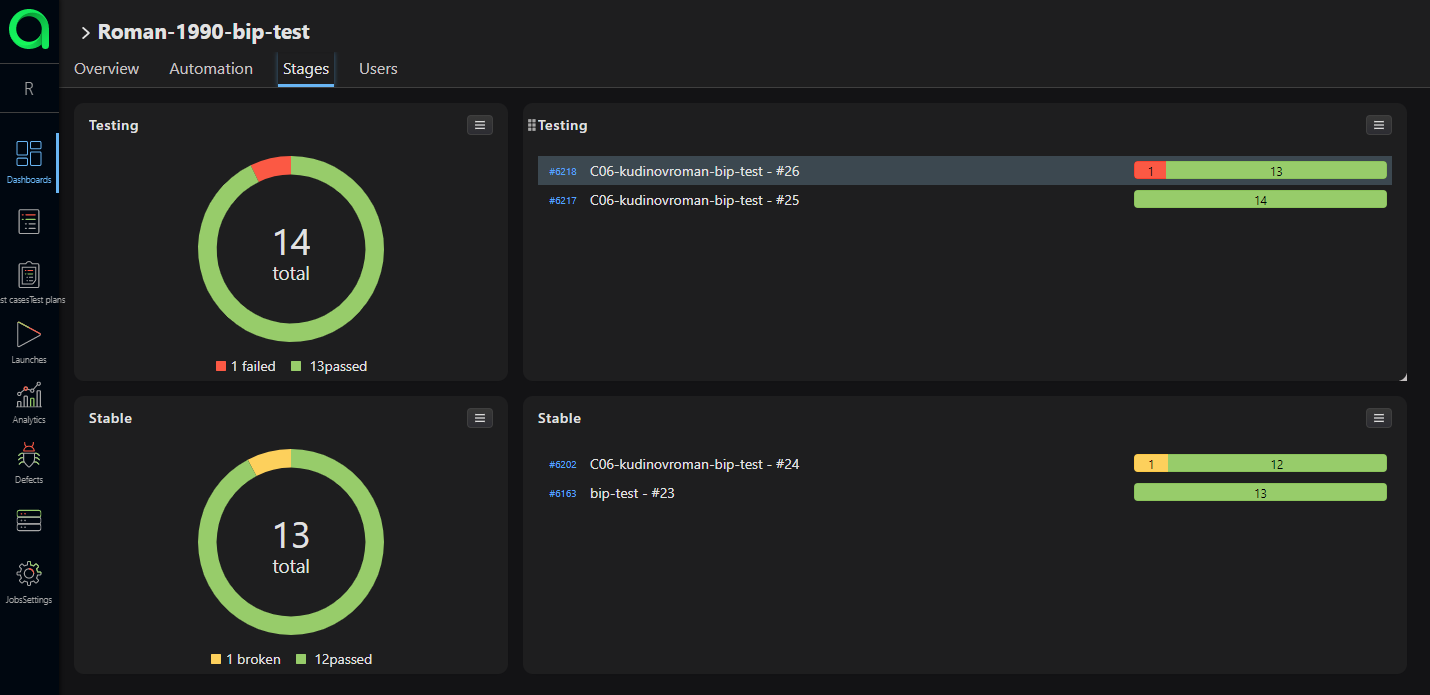 Roman-1990-bip-test
Overview Automation Stages Users
R
Dashboards
st casesTest plans
Launches
Analytics
Defects
JobsSettings
Testing
14
total
1 failed 13passed
Testing
#6218 C06-kudinovroman-bip-test - #26 1 13
#6217 C06-kudinovroman-bip-test - #25 14
Stable
13
total
1 broken 12passed
Stable
#6202 C06-kudinovroman-bip-test - #24 1 12
#6163 bip-test - #23 13